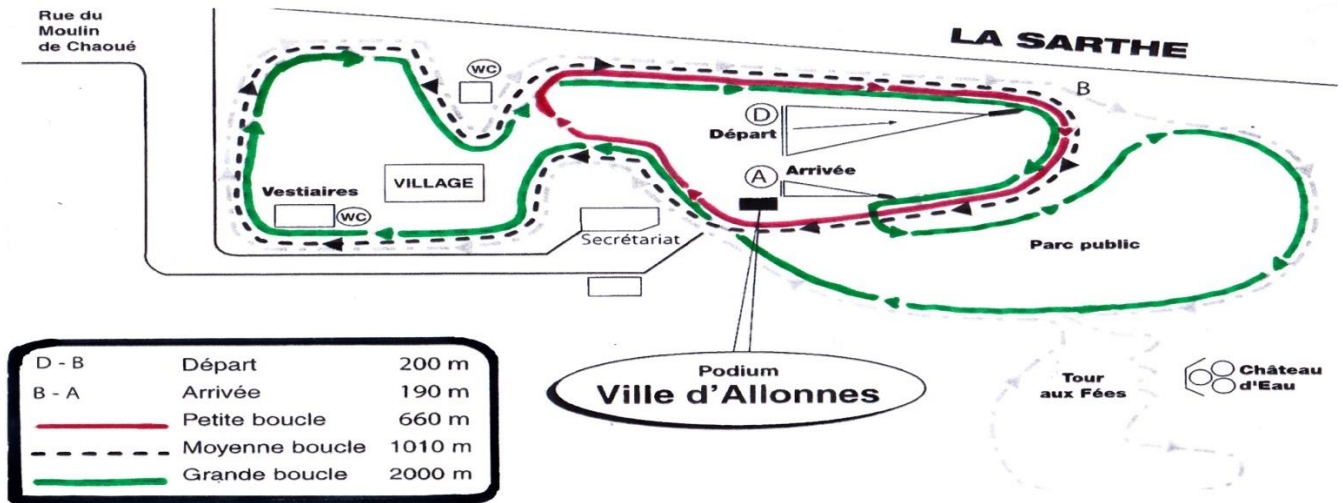 Rue du
Moulin
de Chaoué
LA SARTHE
WC
B
D
Départ
A
Arrivée
VILLAGE
Vestiaires
WC
Secrétariat
Parc public
Podium
Ville d'Allonnes
Tour
aux Fées
Château
d'Eau
D - B Départ 200 m
B - A Arrivée 190 m
Petite boucle 660 m
Moyenne boucle 1010 m
Grande boucle 2000 m